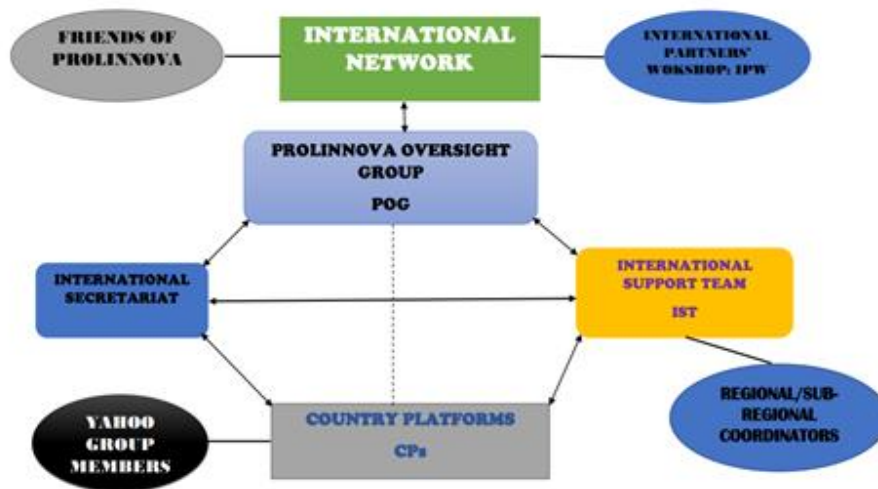 FRIENDS OF
PROLINNOVA
INTERNATIONAL
NETWORK
INTERNATIONAL
PARTNERS'
WOKSHOP: IPW
PROLINNOVA OVERSIGHT
GROUP
POG
INTERNATIONAL
SECRETARIAT
INTERNATIONAL
SUPPORT TEAM
IST
YAHOO
GROUP
MEMBERS
COUNTRY PLATFORMS
CPs
REGIONAL/SUB-
REGIONAL
COORDINATORS